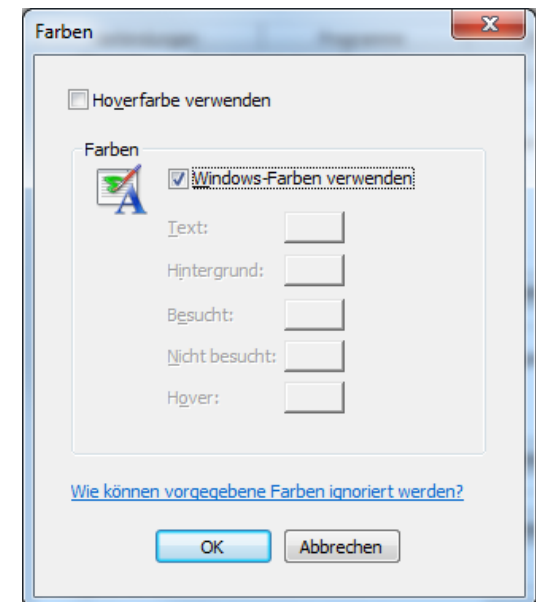 Farben
Programme
Hoverfarbe verwenden
Farben
Windows-Farben verwenden
Text:
Hintergrund:
Besucht:
Nicht besucht:
Hover:
Wie können vorgegebene Farben ignoriert werden?
OK
Abbrechen